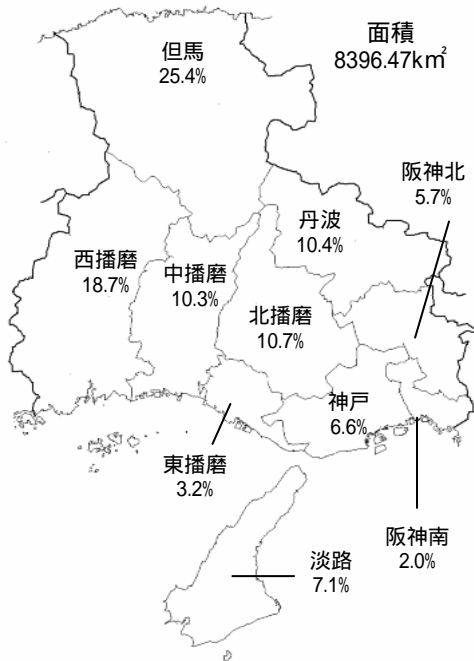 但馬
25.4%
面積
8396.47k㎡
阪神北
5.7%
丹波
10.4%
西播磨
18.7%
中播磨
10.3%
北播磨
10.7%
神戸
6.6%
東播磨
3.2%
阪神南
2.0%
淡路
7.1%